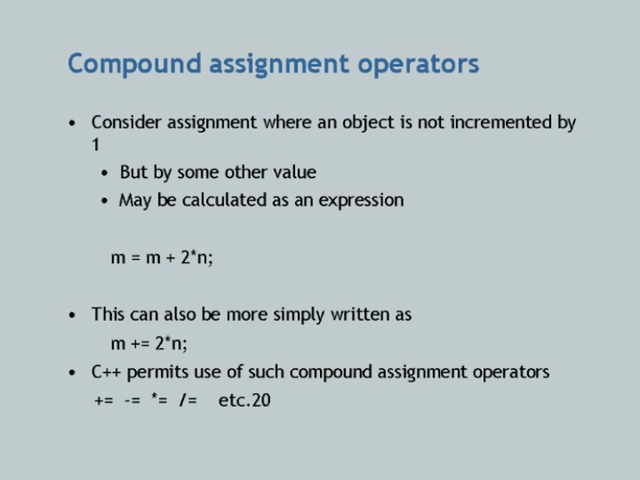 Compound assignment operators
• Consider assignment where an object is not incremented by
1
• But by some other value
• May be calculated as an expression
m = m + 2*n;
• This can also be more simply written as
m += 2*n;
• C++ permits use of such compound assignment operators
+= -= *= /= etc.20